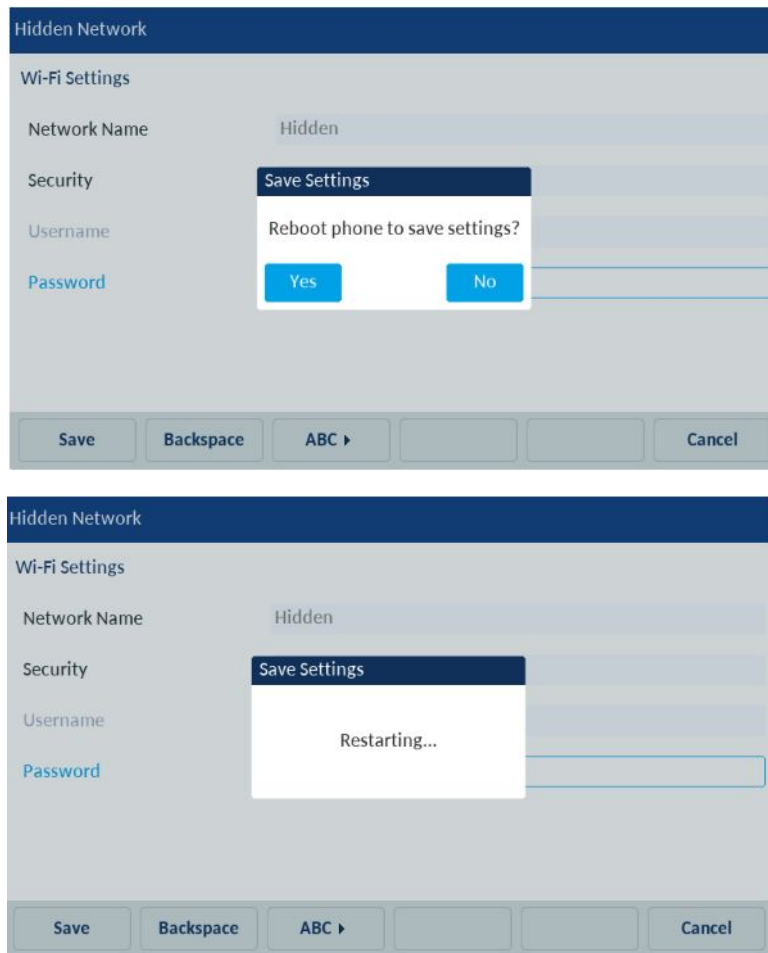 Hidden Network
Wi-Fi Settings
Network Name Hidden
Security
Save Settings
Username
Reboot phone to save settings?
Password
Yes No
Save Backspace ABC ▸ Cancel
Hidden Network
Wi-Fi Settings
Network Name Hidden
Security
Save Settings
Username
Restarting...
Password
Save Backspace ABC ▸ Cancel